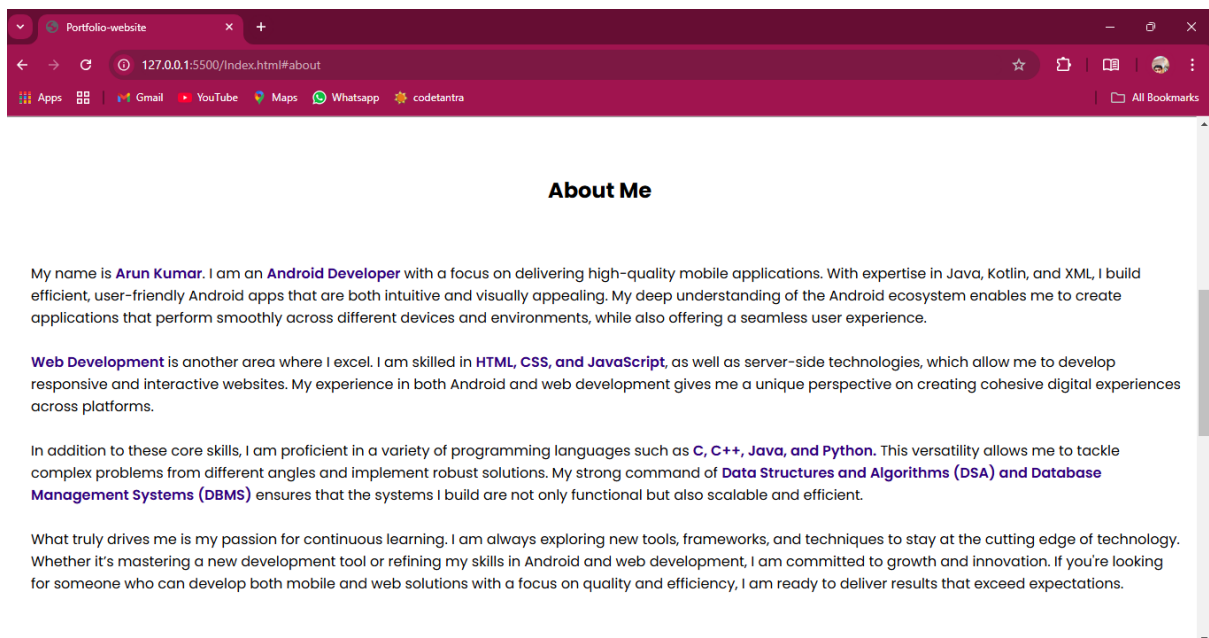 Portfolio-website
127.0.0.1:5500/Index.html#about
Apps Gmail YouTube Maps Whatsapp codetantra All Bookmarks
About Me
My name is Arun Kumar. I am an Android Developer with a focus on delivering high-quality mobile applications. With expertise in Java, Kotlin, and XML, I build
efficient, user-friendly Android apps that are both intuitive and visually appealing. My deep understanding of the Android ecosystem enables me to create
applications that perform smoothly across different devices and environments, while also offering a seamless user experience.
Web Development is another area where I excel. I am skilled in HTML, CSS, and JavaScript, as well as server-side technologies, which allow me to develop
responsive and interactive websites. My experience in both Android and web development gives me a unique perspective on creating cohesive digital experiences
across platforms.
In addition to these core skills, I am proficient in a variety of programming languages such as C, C++, Java, and Python. This versatility allows me to tackle
complex problems from different angles and implement robust solutions. My strong command of Data Structures and Algorithms (DSA) and Database
Management Systems (DBMS) ensures that the systems I build are not only functional but also scalable and efficient.
What truly drives me is my passion for continuous learning. I am always exploring new tools, frameworks, and techniques to stay at the cutting edge of technology.
Whether it’s mastering a new development tool or refining my skills in Android and web development, I am committed to growth and innovation. If you're looking
for someone who can develop both mobile and web solutions with a focus on quality and efficiency, I am ready to deliver results that exceed expectations.